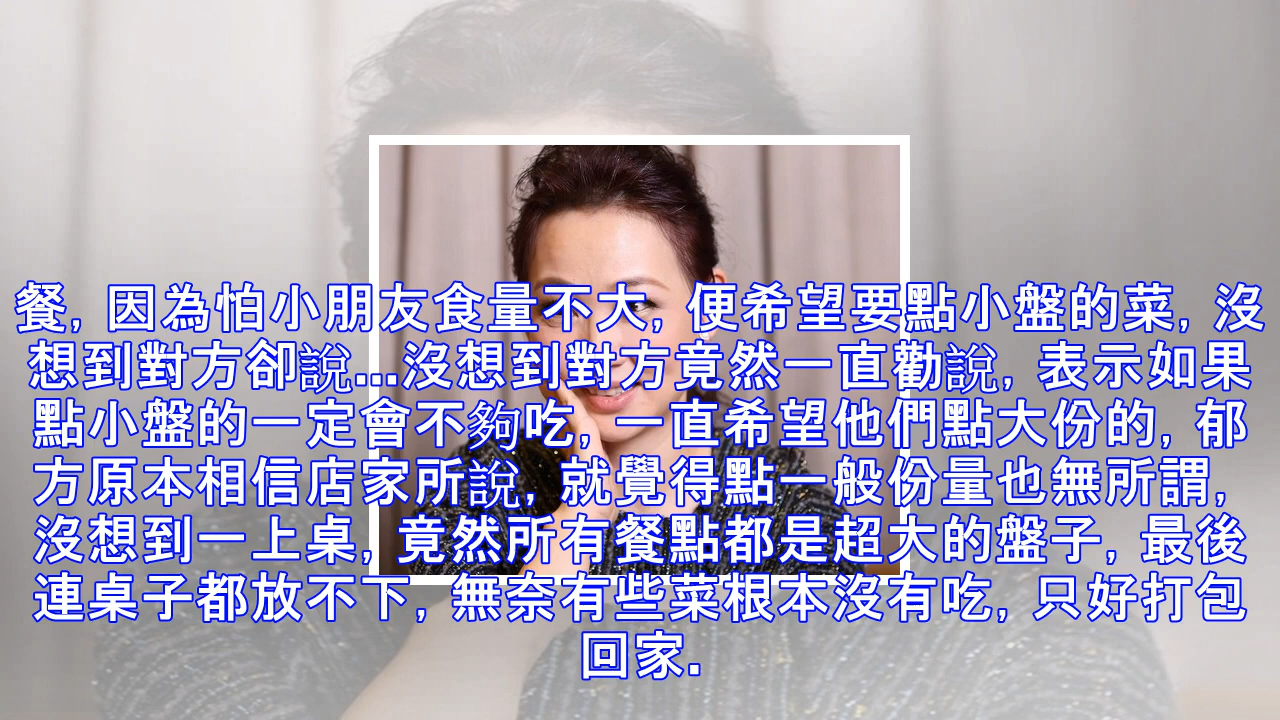 餐, 因為怕小朋友食量不大, 便希望要點小盤的菜, 沒
想到對方卻說...沒想到對方竟然一直勸說, 表示如果
點小盤的一定會不夠吃, 一直希望他們點大份的, 郁
方原本相信店家所說, 就覺得點一般份量也無所謂,
沒想到一上桌, 竟然所有餐點都是超大的盤子, 最後
連桌子都放不下, 無奈有些菜根本沒有吃, 只好打包
回家.